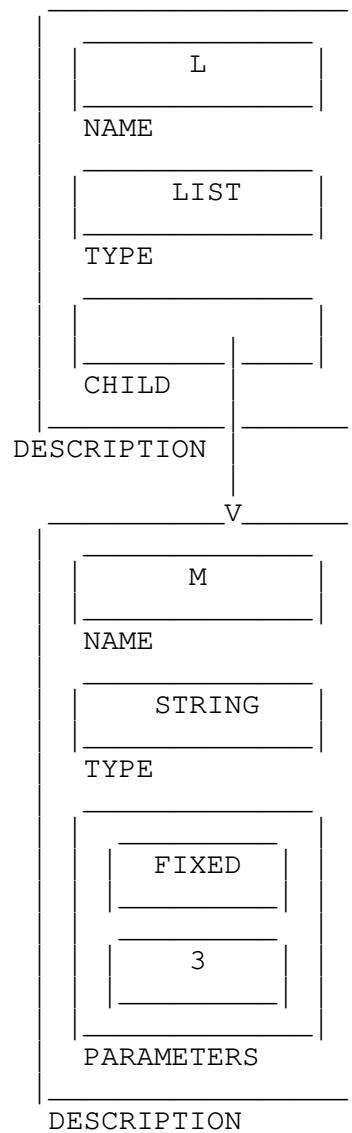 L
NAME
LIST
TYPE
CHILD
DESCRIPTION
V
M
NAME
STRING
TYPE
FIXED
3
PARAMETERS
DESCRIPTION